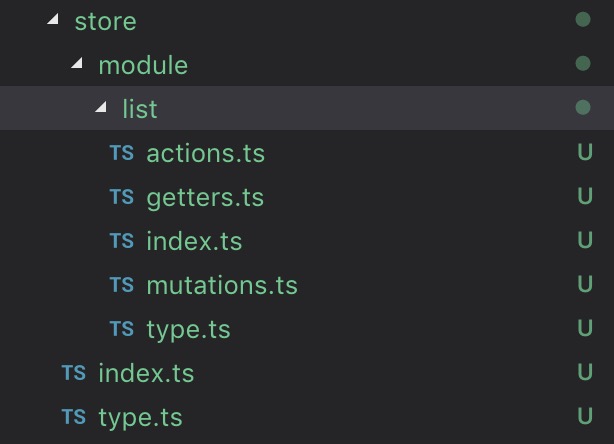 store
module
list
TS actions.ts U
TS getters.ts U
TS index.ts U
TS mutations.ts U
TS type.ts U
TS index.ts U
TS type.ts U